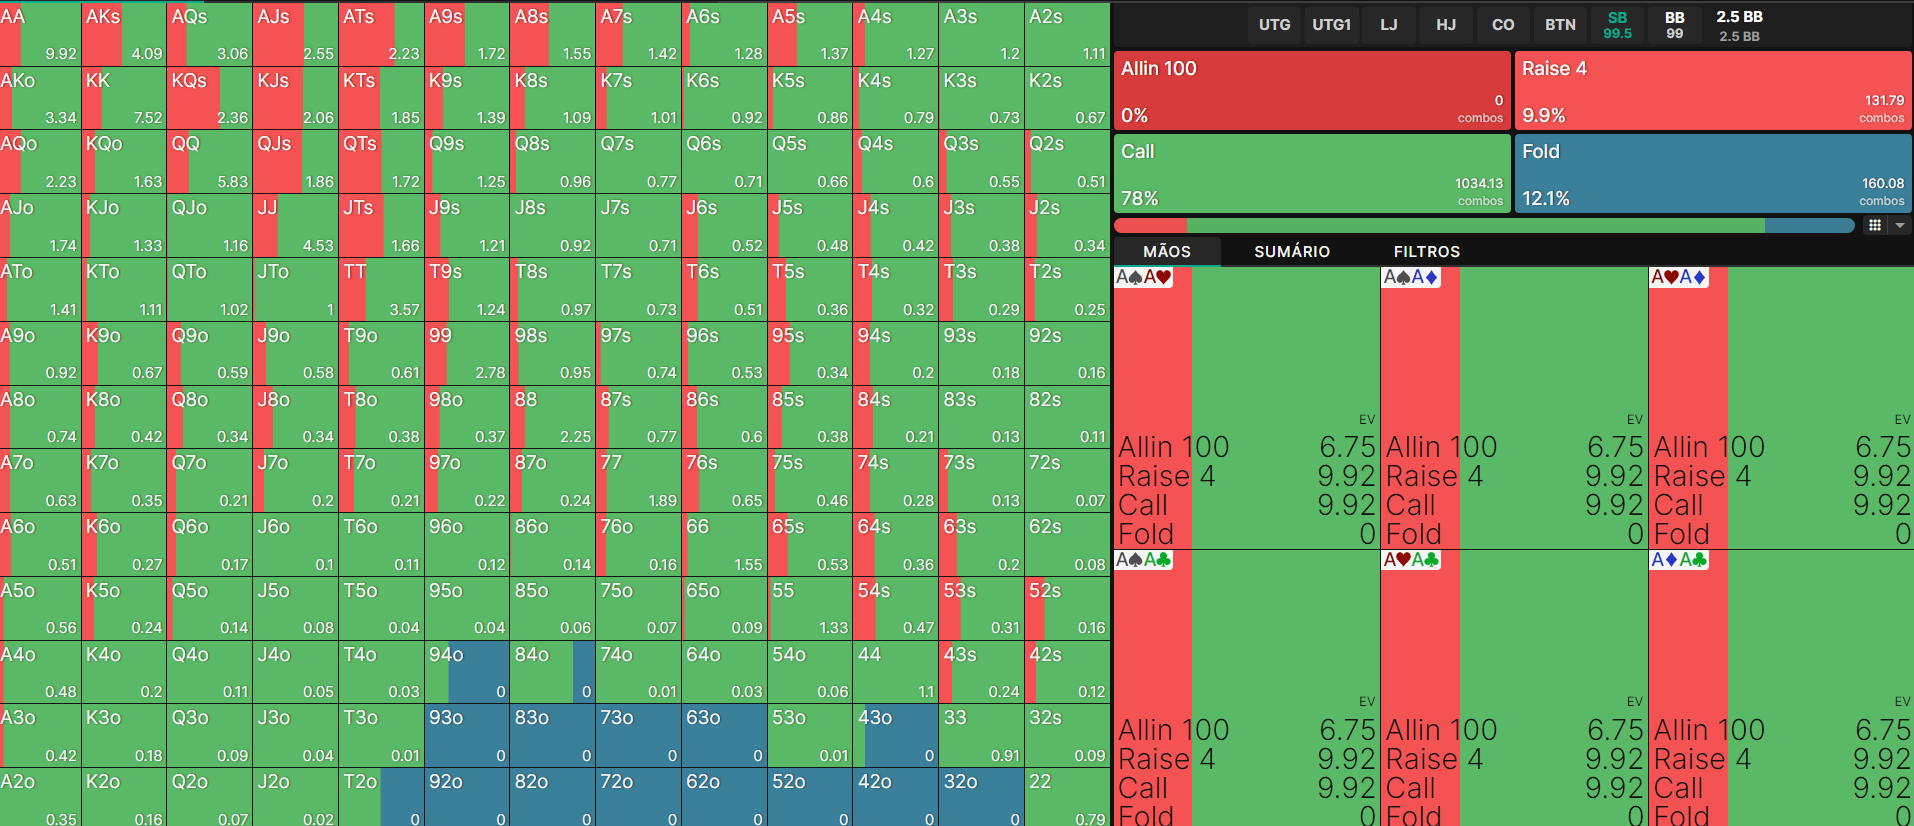 UTG UTG1 LJ HJ CO BTN SB 99.5 BB 99 2.5 BB 2.5 BB
AA AKs AQs AJs ATs A9s A8s A7s A6s A5s A4s A3s A2s
9.92 4.09 3.06 2.55 2.23 1.72 1.55 1.42 1.28 1.37 1.27 1.2 1.11
AKo KK KQs KJs KTs K9s K8s K7s K6s K5s K4s K3s K2s
3.34 7.52 2.36 2.06 1.85 1.39 1.09 1.01 0.92 0.86 0.79 0.73 0.67
AQo KQo QQ QJs QTs Q9s Q8s Q7s Q6s Q5s Q4s Q3s Q2s
2.23 1.63 5.83 1.86 1.72 1.25 0.96 0.77 0.71 0.66 0.6 0.55 0.51
AJo KJo QJo JJ JTs J9s J8s J7s J6s J5s J4s J3s J2s
1.74 1.33 1.16 4.53 1.66 1.21 0.92 0.71 0.52 0.48 0.42 0.38 0.34
ATo KTo QTo JTo TT T9s T8s T7s T6s T5s T4s T3s T2s
1.41 1.11 1.02 1 3.57 1.24 0.97 0.73 0.51 0.36 0.32 0.29 0.25
A9o K9o Q9o J9o T9o 99 98s 97s 96s 95s 94s 93s 92s
0.92 0.67 0.59 0.58 0.61 2.78 0.95 0.74 0.53 0.34 0.2 0.18 0.16
A8o K8o Q8o J8o T8o 98o 88 87s 86s 85s 84s 83s 82s
0.74 0.42 0.34 0.34 0.38 0.37 2.25 0.77 0.6 0.38 0.21 0.13 0.11
A7o K7o Q7o J7o T7o 97o 87o 77 76s 75s 74s 73s 72s
0.63 0.35 0.21 0.2 0.21 0.22 0.24 1.89 0.65 0.46 0.28 0.13 0.07
A6o K6o Q6o J6o T6o 96o 86o 76o 66 65s 64s 63s 62s
0.51 0.27 0.17 0.1 0.11 0.12 0.14 0.16 1.55 0.53 0.36 0.2 0.08
A5o K5o Q5o J5o T5o 95o 85o 75o 65o 55 54s 53s 52s
0.56 0.24 0.14 0.08 0.04 0.04 0.06 0.07 0.09 1.33 0.47 0.31 0.16
A4o K4o Q4o J4o T4o 94o 84o 74o 64o 54o 44 43s 42s
0.48 0.2 0.11 0.05 0.03 0 0 0.01 0.03 0.06 1.1 0.24 0.12
A3o K3o Q3o J3o T3o 93o 83o 73o 63o 53o 43o 33 32s
0.42 0.18 0.09 0.04 0.01 0 0 0 0 0.01 0 0.91 0.09
A2o K2o Q2o J2o T2o 92o 82o 72o 62o 52o 42o 32o 22
0.35 0.16 0.07 0.02 0 0 0 0 0 0 0 0 0.79
Allin 100
0
0% combos
Raise 4
131.79
9.9% combos
Call
1034.13
78% combos
Fold
160.08
12.1% combos
MÃOS SUMÁRIO FILTROS
A♠A♥ A♠A♦ A♥A♦
EV EV EV
Allin 100 6.75 Allin 100 6.75 Allin 100 6.75
Raise 4 9.92 Raise 4 9.92 Raise 4 9.92
Call 9.92 Call 9.92 Call 9.92
Fold 0 Fold 0 Fold 0
A♠A♣ A♥A♣ A♦A♣
EV EV EV
Allin 100 6.75 Allin 100 6.75 Allin 100 6.75
Raise 4 9.92 Raise 4 9.92 Raise 4 9.92
Call 9.92 Call 9.92 Call 9.92
Fold 0 Fold 0 Fold 0